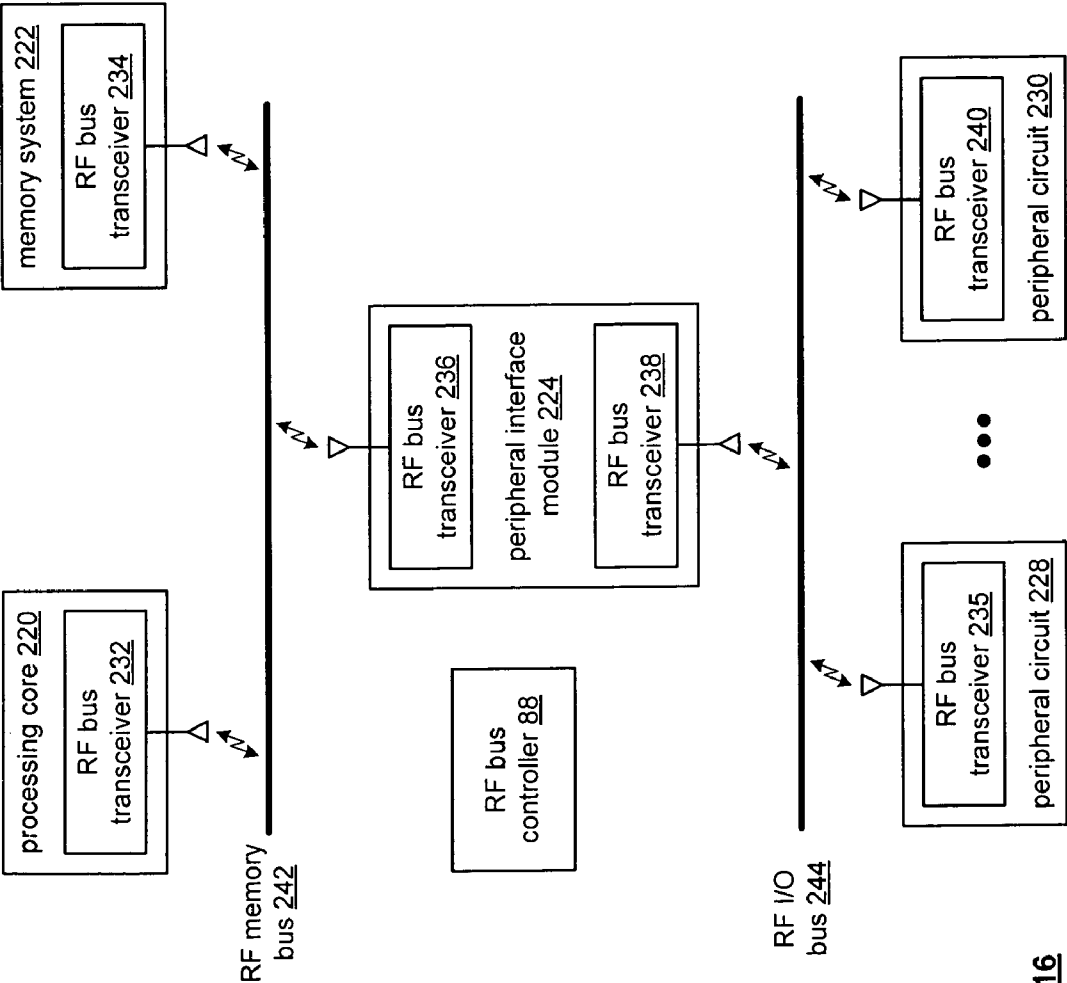 processing core 220
RF bus
transceiver 232
memory system 222
RF bus
transceiver 234
RF memory
bus 242
RF bus
controller 88
RF bus
transceiver 236
peripheral interface
module 224
RF bus
transceiver 238
RF I/O
bus 244
RF bus
transceiver 235
peripheral circuit 228
RF bus
transceiver 240
peripheral circuit 230
16